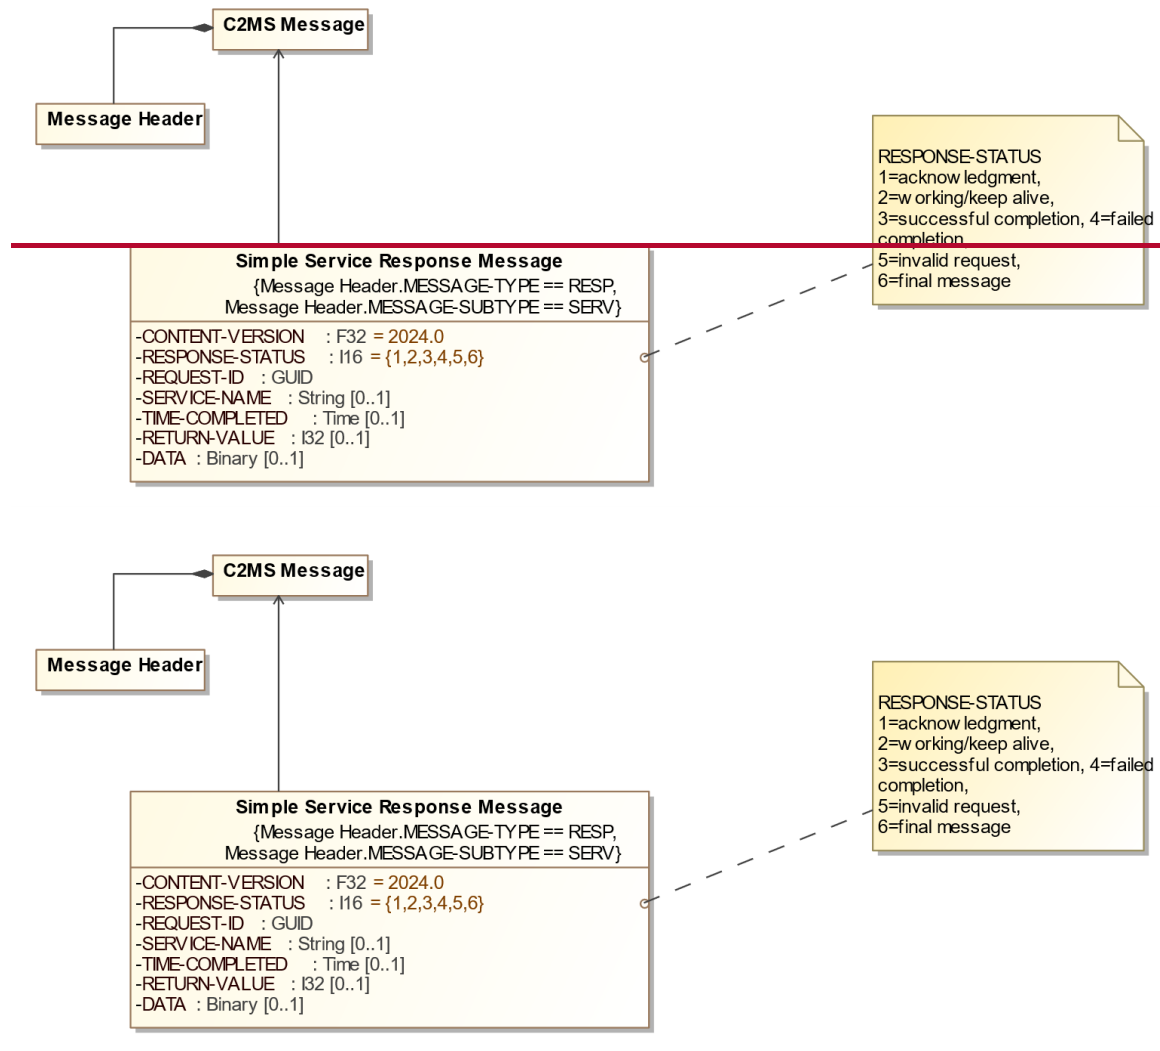 C2MS Message
Message Header
RESPONSE-STATUS
1=acknowledgment,
2=working/keep alive,
3=successful completion, 4=failed
completion,
5=invalid request,
6=final message
Simple Service Response Message
{Message Header.MESSAGE-TYPE == RESP,
Message Header.MESSAGE-SUBTYPE == SERV}
-CONTENT-VERSION : F32 = 2024.0
-RESPONSE-STATUS : I16 = {1,2,3,4,5,6}
-REQUEST-ID : GUID
-SERVICE-NAME : String [0..1]
-TIME-COMPLETED : Time [0..1]
-RETURN-VALUE : I32 [0..1]
-DATA : Binary [0..1]
C2MS Message
Message Header
RESPONSE-STATUS
1=acknowledgment,
2=working/keep alive,
3=successful completion, 4=failed
completion,
5=invalid request,
6=final message
Simple Service Response Message
{Message Header.MESSAGE-TYPE == RESP,
Message Header.MESSAGE-SUBTYPE == SERV}
-CONTENT-VERSION : F32 = 2024.0
-RESPONSE-STATUS : I16 = {1,2,3,4,5,6}
-REQUEST-ID : GUID
-SERVICE-NAME : String [0..1]
-TIME-COMPLETED : Time [0..1]
-RETURN-VALUE : I32 [0..1]
-DATA : Binary [0..1]